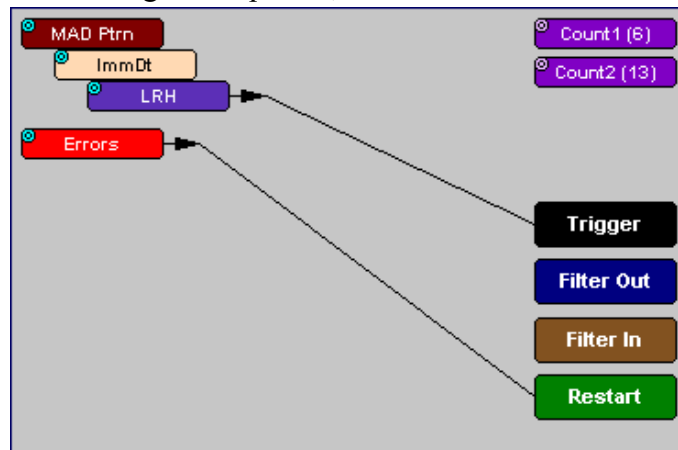 MAD Ptrn
ImmDt
LRH
Errors
Count1 (6)
Count2 (13)
Trigger
Filter Out
Filter In
Restart